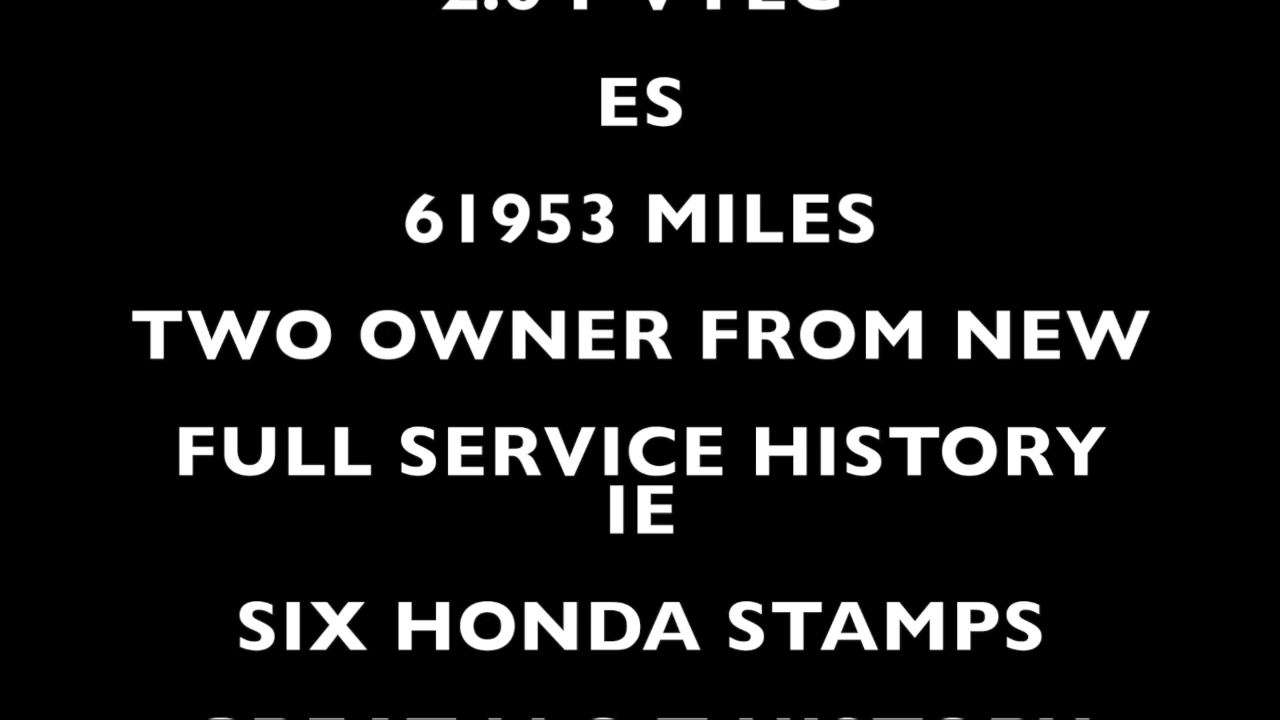 ES
61953 MILES
TWO OWNER FROM NEW
FULL SERVICE HISTORY
IE
SIX HONDA STAMPS